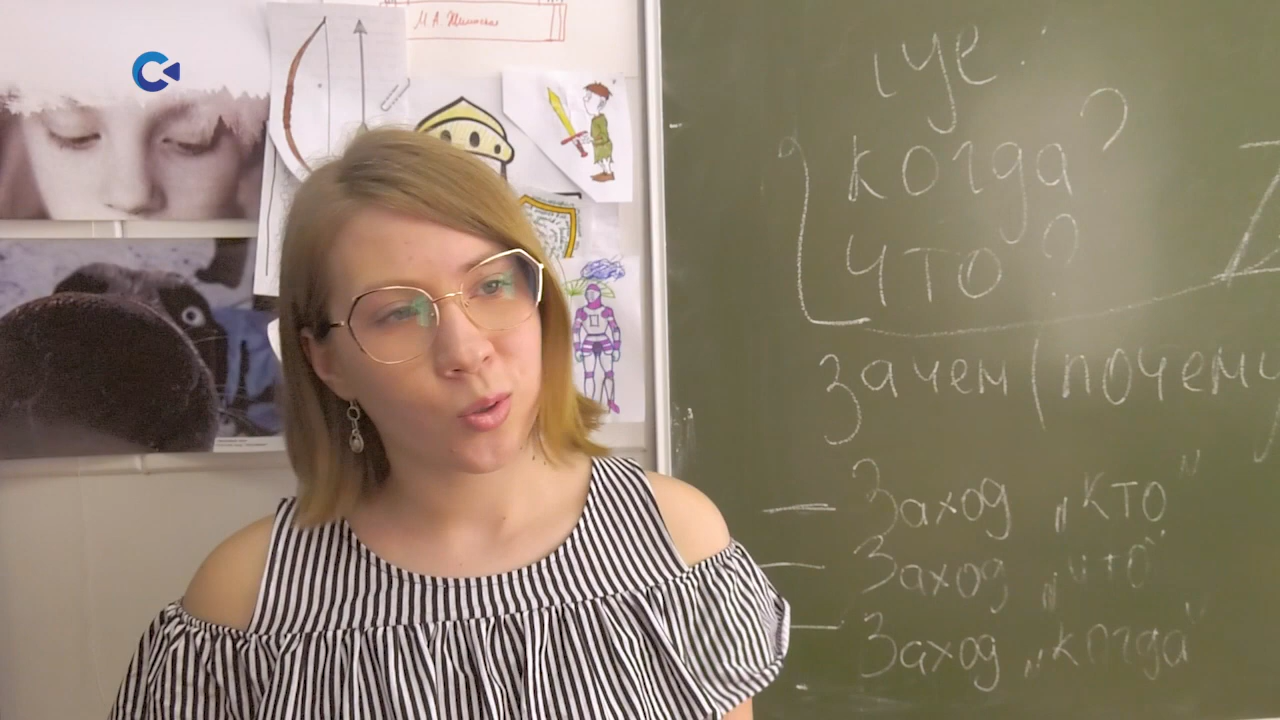 где?
когда?
что?
зачем/почему
— Заход „кто"
— Заход „что"
— Заход „когда"